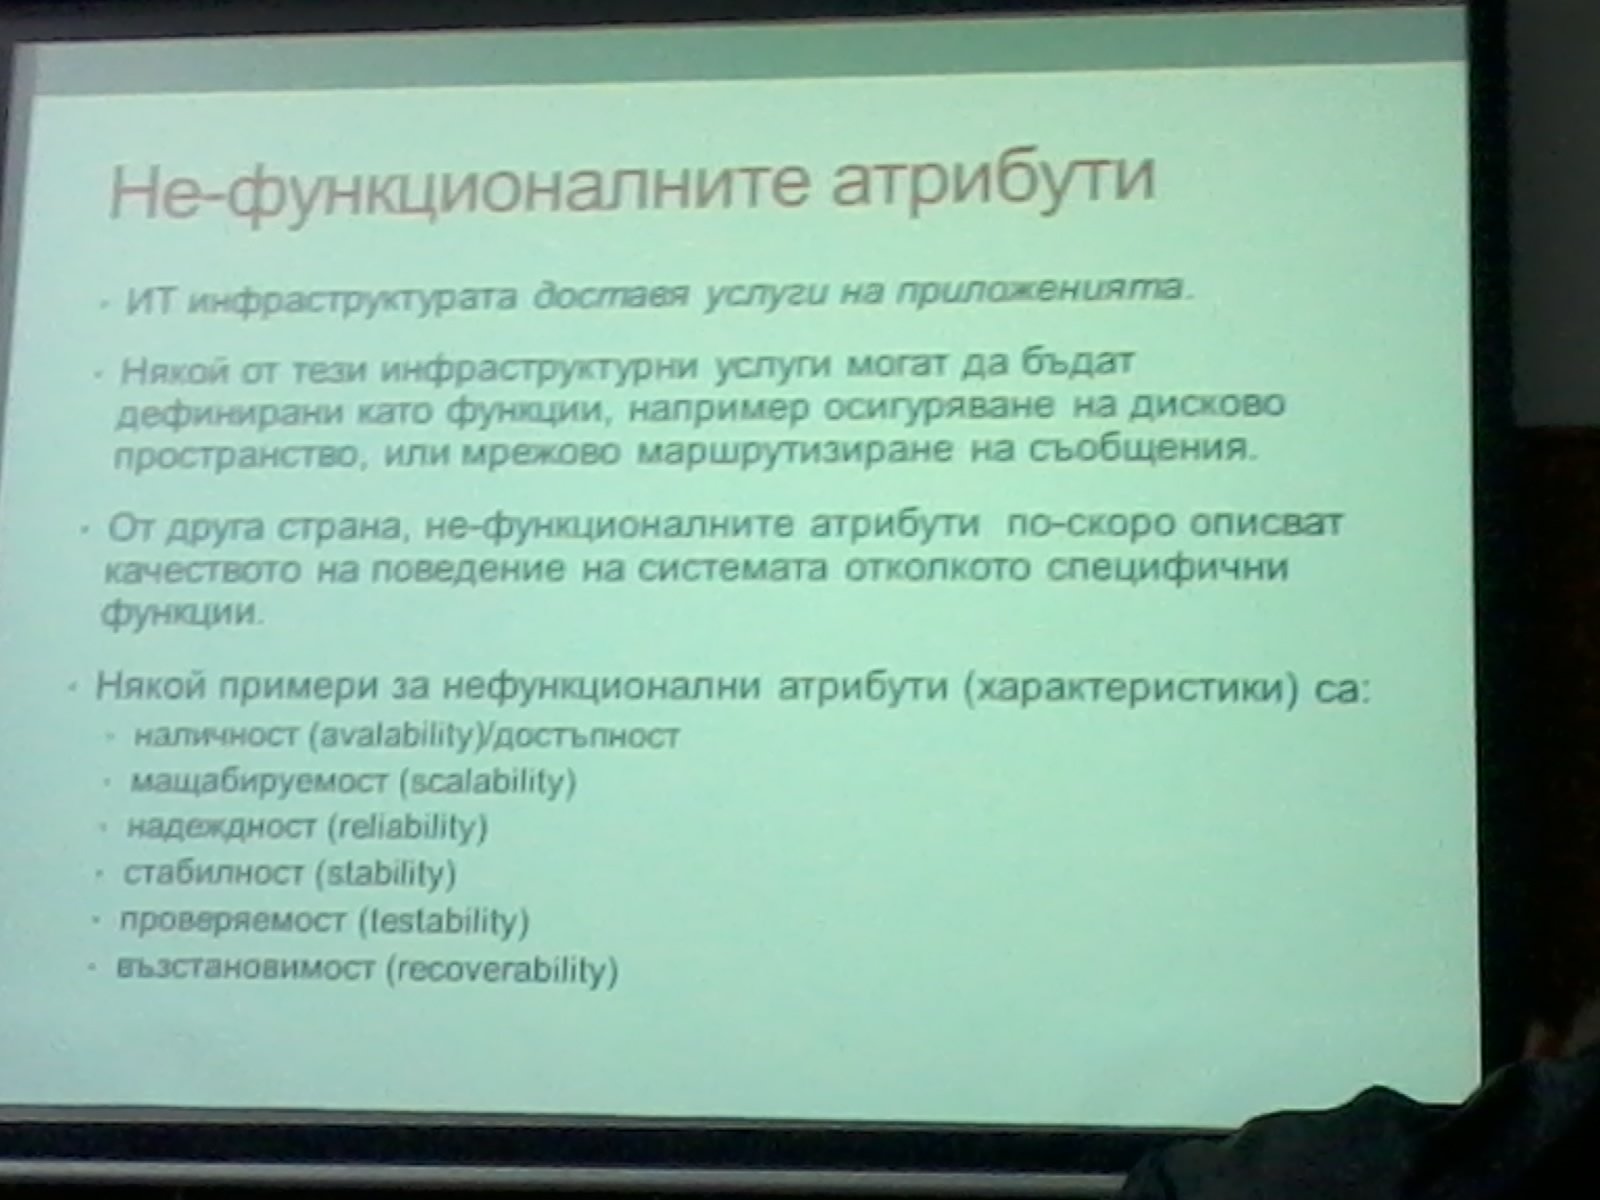 Не-функционалните атрибути
• ИТ инфраструктурата доставя услуги на приложенията.
• Някой от тези инфраструктурни услуги могат да бъдат
дефинирани като функции, например осигуряване на дисково
пространство, или мрежово маршрутизиране на съобщения.
• От друга страна, не-функционалните атрибути по-скоро описват
качеството на поведение на системата отколкото специфични
функции.
• Някой примери за нефункционални атрибути (характеристики) са:
• наличност (avalability)/достъпност
• мащабируемост (scalability)
• надеждност (reliability)
• стабилност (stability)
• проверяемост (testability)
• възстановимост (recoverability)